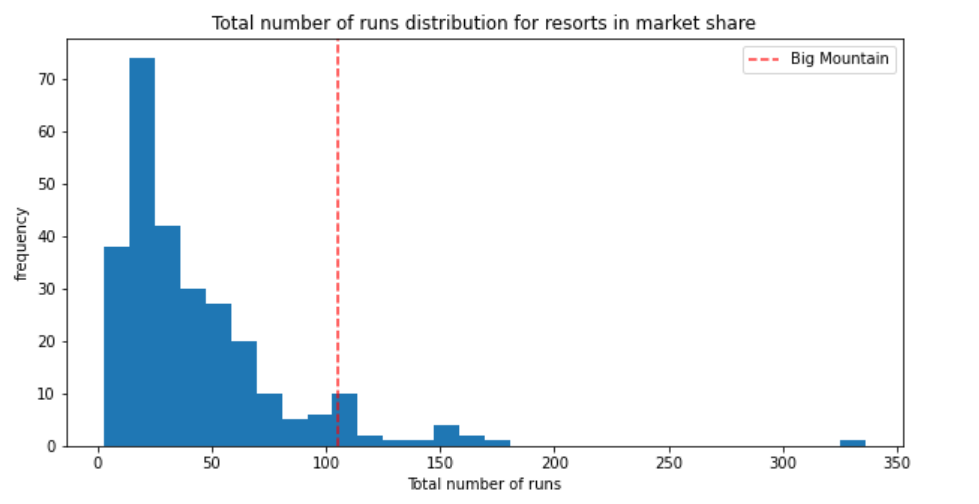 Total number of runs distribution for resorts in market share
Big Mountain
70
60
50
40
30
20
10
0
frequency
0 50 100 150 200 250 300 350
Total number of runs